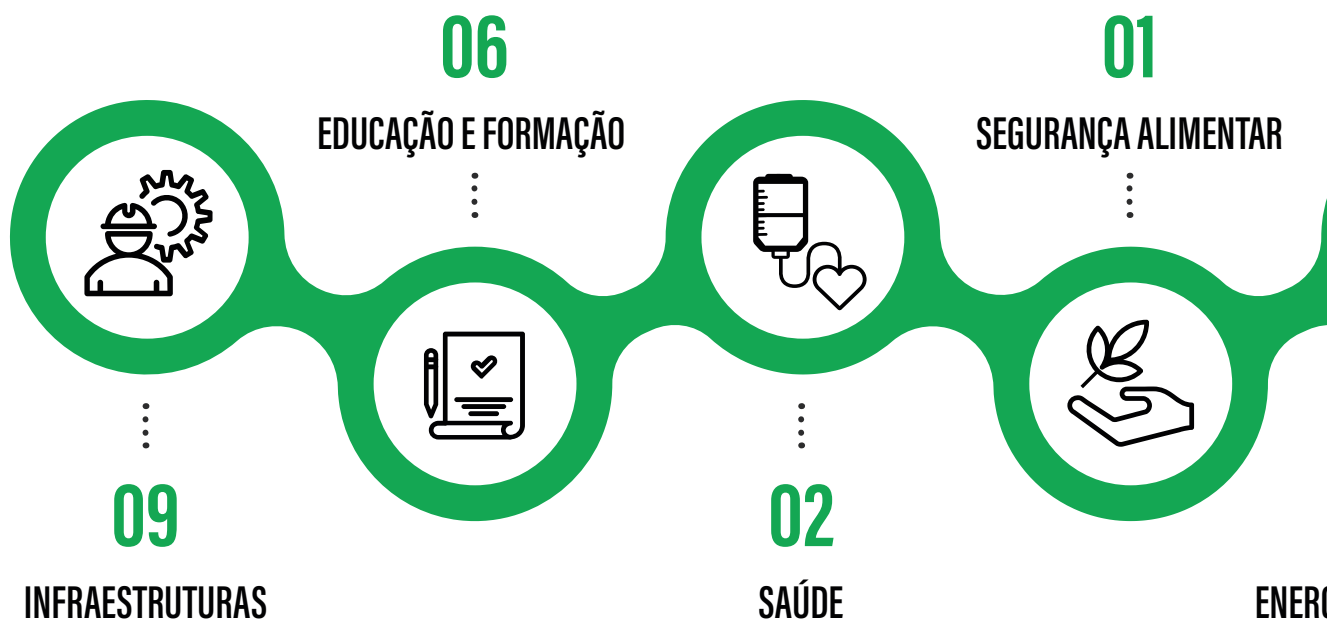 06
EDUCAÇÃO E FORMAÇÃO
01
SEGURANÇA ALIMENTAR
09
INFRAESTRUTURAS
02
SAÚDE